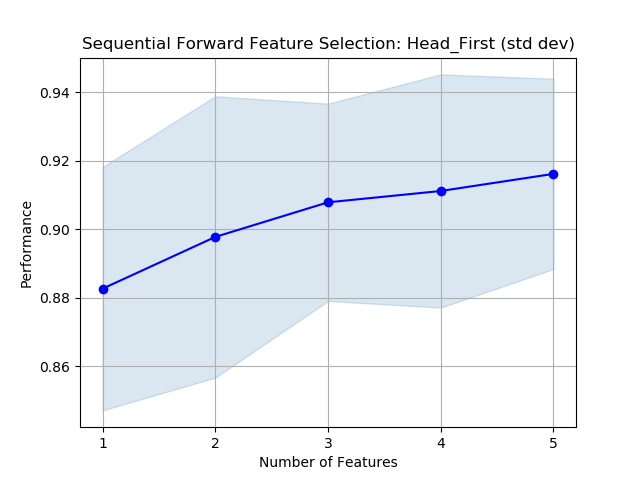 Sequential Forward Feature Selection: Head_First (std dev)
0.94
0.92
0.90
0.88
0.86
Performance
1 2 3 4 5
Number of Features